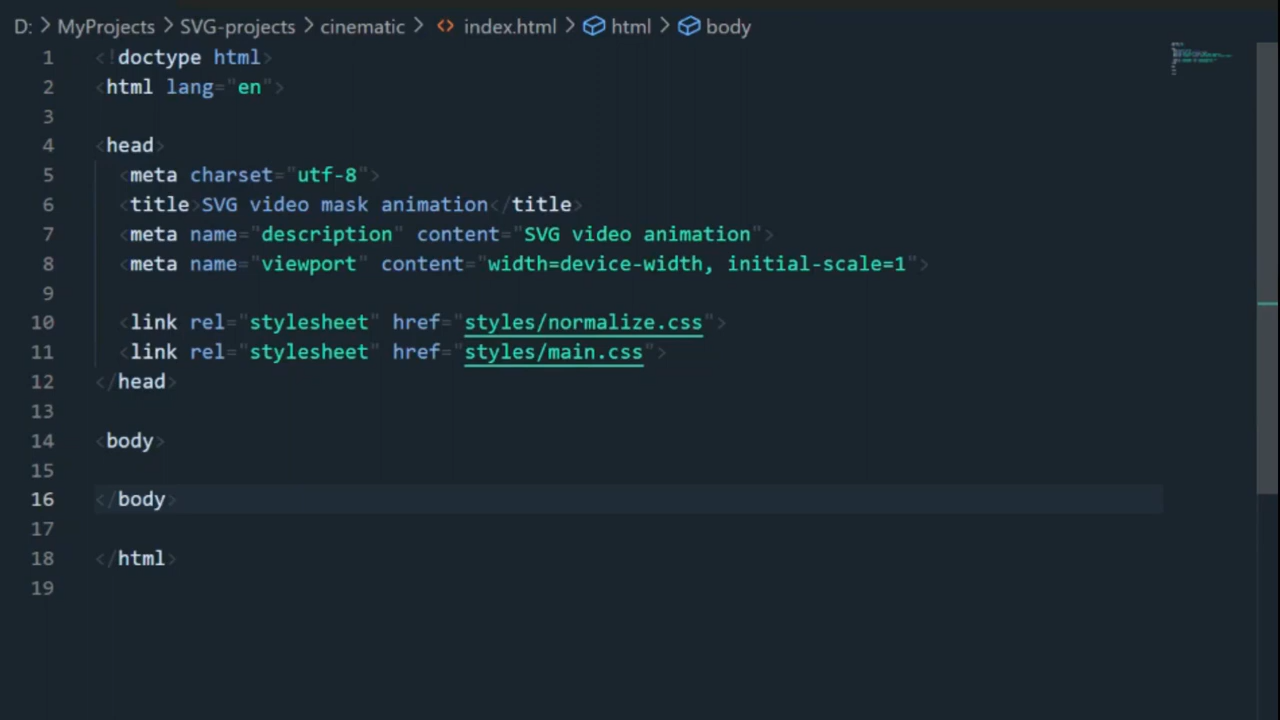 D: > MyProjects > SVG-projects > cinematic > <> index.html > html > body
1 <!doctype html>
2 <html lang="en">
3
4 <head>
5 <meta charset="utf-8">
6 <title>SVG video mask animation</title>
7 <meta name="description" content="SVG video animation">
8 <meta name="viewport" content="width=device-width, initial-scale=1">
9
10 <link rel="stylesheet" href="styles/normalize.css">
11 <link rel="stylesheet" href="styles/main.css">
12 </head>
13
14 <body>
15
16 </body>
17
18 </html>
19